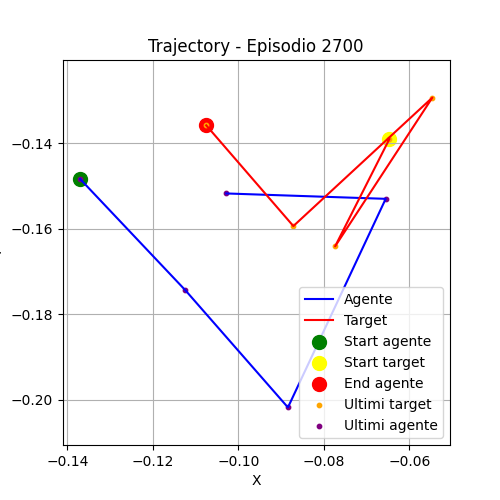 Trajectory - Episodio 2700
−0.14
−0.16
−0.18
−0.20
−0.14 −0.12 −0.10 −0.08 −0.06
X
Agente
Target
Start agente
Start target
End agente
Ultimi target
Ultimi agente